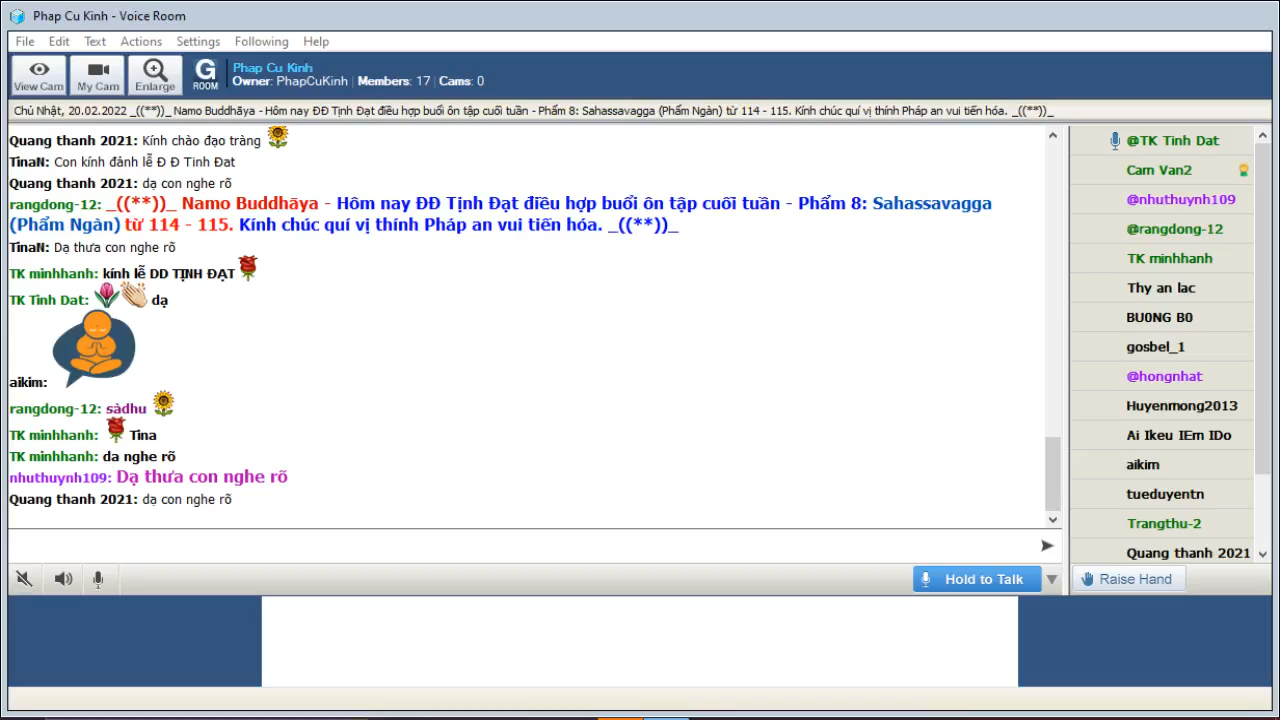 Phap Cu Kinh - Voice Room
File Edit Text Actions Settings Following Help
View Cam My Cam Enlarge G ROOM
Phap Cu Kinh
Owner: PhapCuKinh | Members: 17 | Cams: 0
Chủ Nhật, 20.02.2022 _((**))_ Namo Buddhāya - Hôm nay ĐĐ Tịnh Đạt điều hợp buổi ôn tập cuối tuần - Phẩm 8: Sahassavagga (Phẩm Ngàn) từ 114 - 115. Kính chúc quí vị thính Pháp an vui tiến hóa. _((**))_
Quang thanh 2021: Kính chào đạo tràng
TinaN: Con kính đảnh lễ Đ Đ Tinh Đat
Quang thanh 2021: dạ con nghe rõ
rangdong-12: _((**))_ Namo Buddhāya - Hôm nay ĐĐ Tịnh Đạt điều hợp buổi ôn tập cuối tuần - Phẩm 8: Sahassavagga
(Phẩm Ngàn) từ 114 - 115. Kính chúc quí vị thính Pháp an vui tiến hóa. _((**))_
TinaN: Dạ thưa con nghe rõ
TK minhhanh: kính lễ DD TỊNH ĐẠT
TK Tinh Dat: dạ
aikim:
rangdong-12: sàdhu
TK minhhanh: Tina
TK minhhanh: da nghe rõ
nhuthuynh109: Dạ thưa con nghe rõ
Quang thanh 2021: dạ con nghe rõ
@TK Tinh Dat
Cam Van2
@nhuthuynh109
@rangdong-12
TK minhhanh
Thy an lac
BU0NG B0
gosbel_1
@hongnhat
Huyenmong2013
Ai Ikeu IEm IDo
aikim
tueduyentn
Trangthu-2
Quang thanh 2021
Hold to Talk
Raise Hand